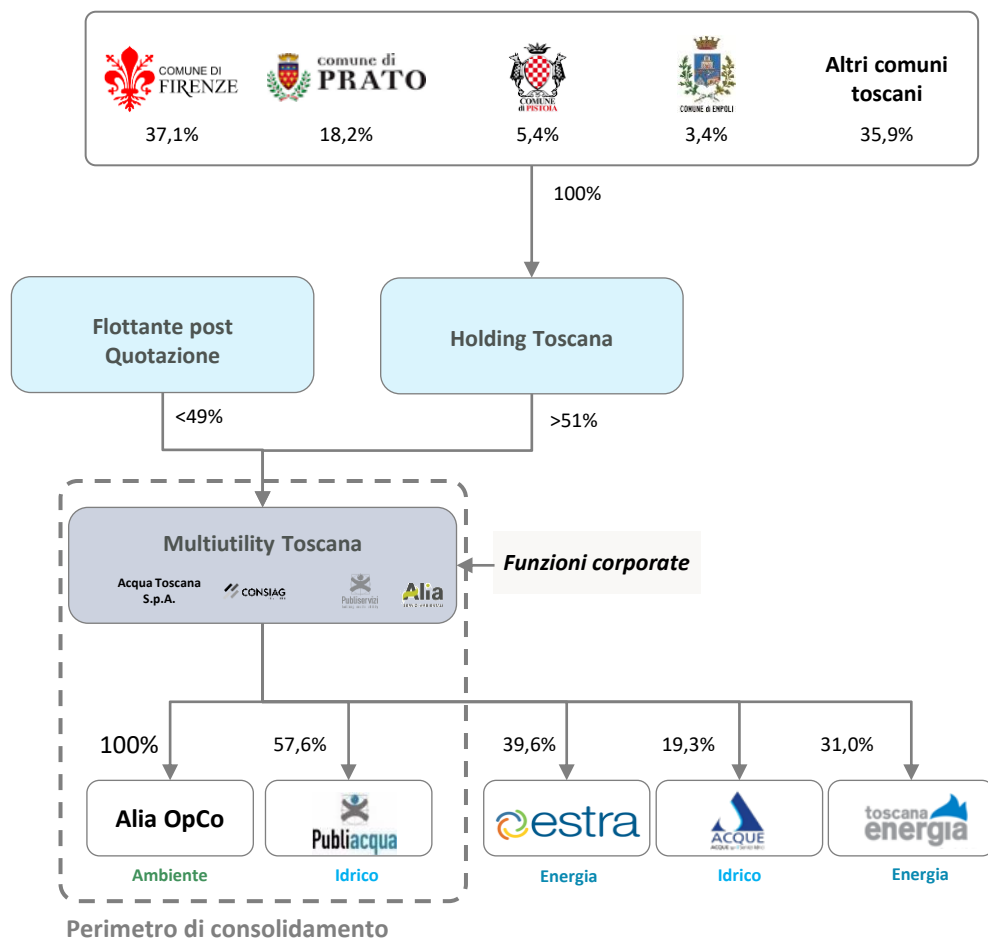 COMUNE DI
FIRENZE
comune di
PRATO
COMUNE
di PISTOIA
COMUNE di EMPOLI
Altri comuni
toscani
37,1%
18,2%
5,4%
3,4%
35,9%
100%
Flottante post
Quotazione
Holding Toscana
<49%
>51%
Multiutility Toscana
Acqua Toscana
S.p.A.
CONSIAG
Publiservizi
Alia
Funzioni corporate
100%
57,6%
39,6%
19,3%
31,0%
Alia OpCo
Publiacqua
estra
ACQUE
toscana
energia
Ambiente
Idrico
Energia
Idrico
Energia
Perimetro di consolidamento